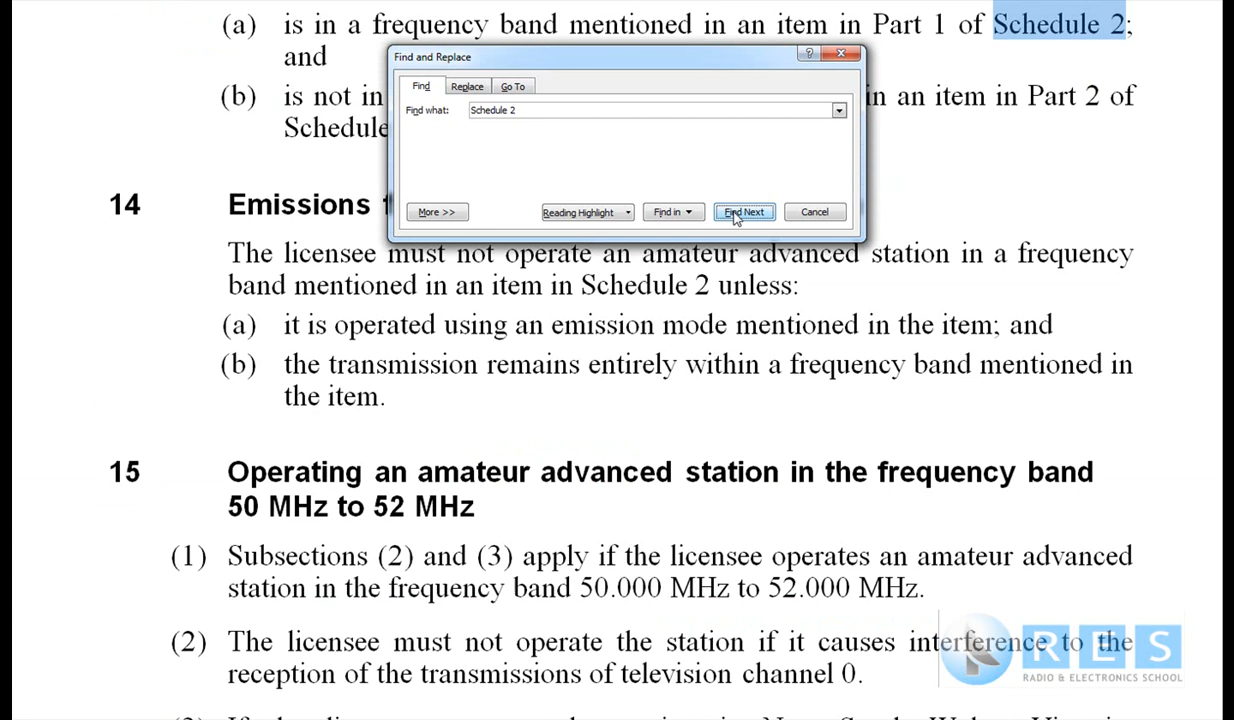 (a) is in a frequency band mentioned in an item in Part 1 of Schedule 2;
and
Find and Replace
Find Replace Go To
(b) is not in in an item in Part 2 of
Find what: Schedule 2
Schedule
14 Emissions
More >> Reading Highlight Find in Find Next Cancel
The licensee must not operate an amateur advanced station in a frequency
band mentioned in an item in Schedule 2 unless:
(a) it is operated using an emission mode mentioned in the item; and
(b) the transmission remains entirely within a frequency band mentioned in
the item.
15 Operating an amateur advanced station in the frequency band
50 MHz to 52 MHz
(1) Subsections (2) and (3) apply if the licensee operates an amateur advanced
station in the frequency band 50.000 MHz to 52.000 MHz.
(2) The licensee must not operate the station if it causes interference to the
reception of the transmissions of television channel 0.
RES
RADIO & ELECTRONICS SCHOOL